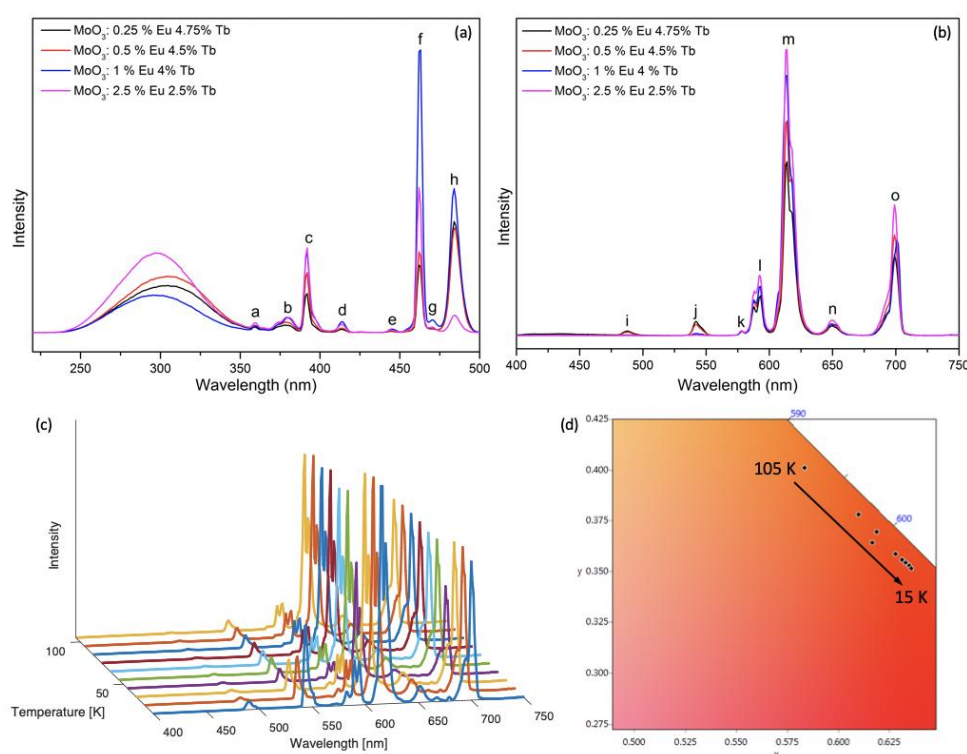 (a)
MoO3: 0.25 % Eu 4.75% Tb
MoO3: 0.5 % Eu 4.5% Tb
MoO3: 1 % Eu 4% Tb
MoO3: 2.5 % Eu 2.5% Tb
a b c d e f g h
Intensity
250 300 350 400 450 500
Wavelength (nm)
(b)
MoO3: 0.25 % Eu 4.75% Tb
MoO3: 0.5 % Eu 4.5% Tb
MoO3: 1 % Eu 4 % Tb
MoO3: 2.5 % Eu 2.5% Tb
i j k l m n o
Intensity
400 450 500 550 600 650 700 750
Wavelength (nm)
(c)
Intensity
100
50
Temperature [K]
400 450 500 550 600 650 700 750
Wavelength [nm]
(d)
0.425
0.400
0.375
0.350
0.325
0.300
0.275
y
590
600
105 K
15 K
0.500 0.525 0.550 0.575 0.600 0.625